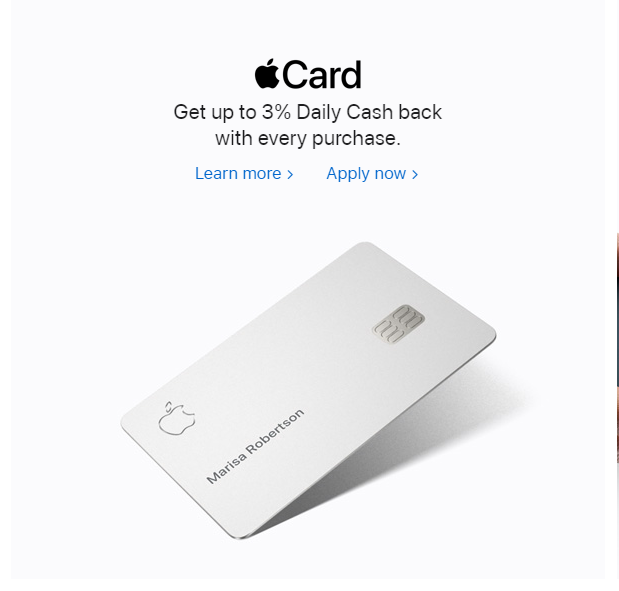 Card
Get up to 3% Daily Cash back
with every purchase.
Learn more >
Apply now >
Marisa Robertson